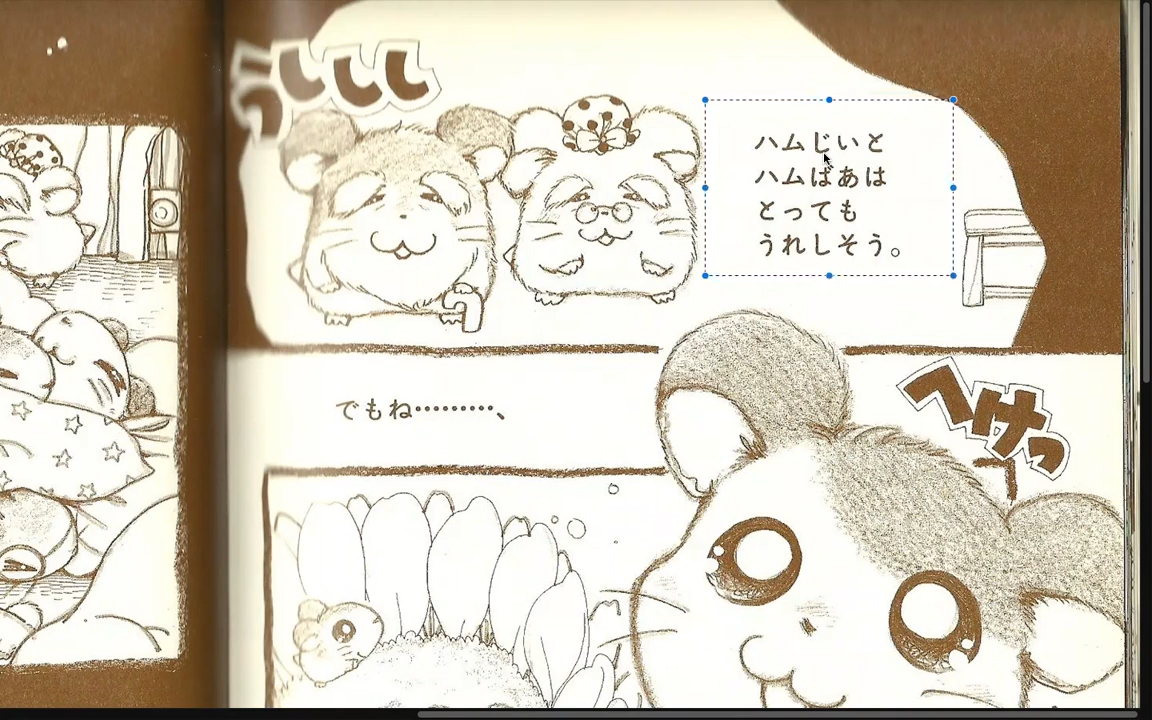 うししし
ハムじいと
ハムばあは
とっても
うれしそう。
でもね………、
へけっ